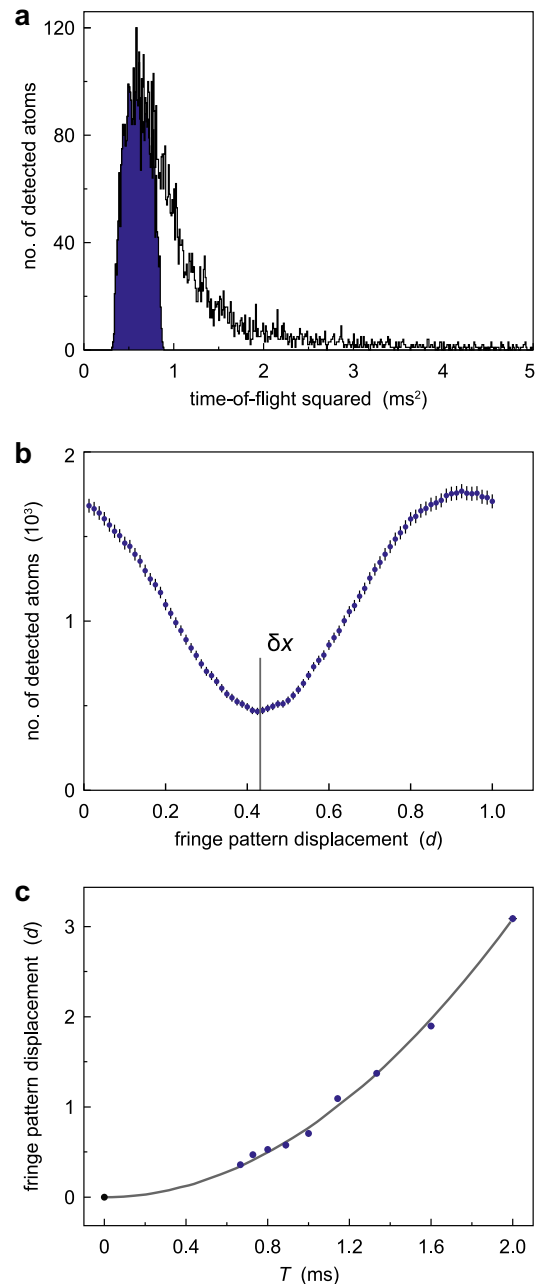 a
120
80
40
0
no. of detected atoms
0 1 2 3 4 5
time-of-flight squared (ms²)
b
2
1
0
no. of detected atoms (10³)
δx
0 0.2 0.4 0.6 0.8 1.0
fringe pattern displacement (d)
c
3
2
1
0
fringe pattern displacement (d)
0 0.4 0.8 1.2 1.6 2.0
T (ms)